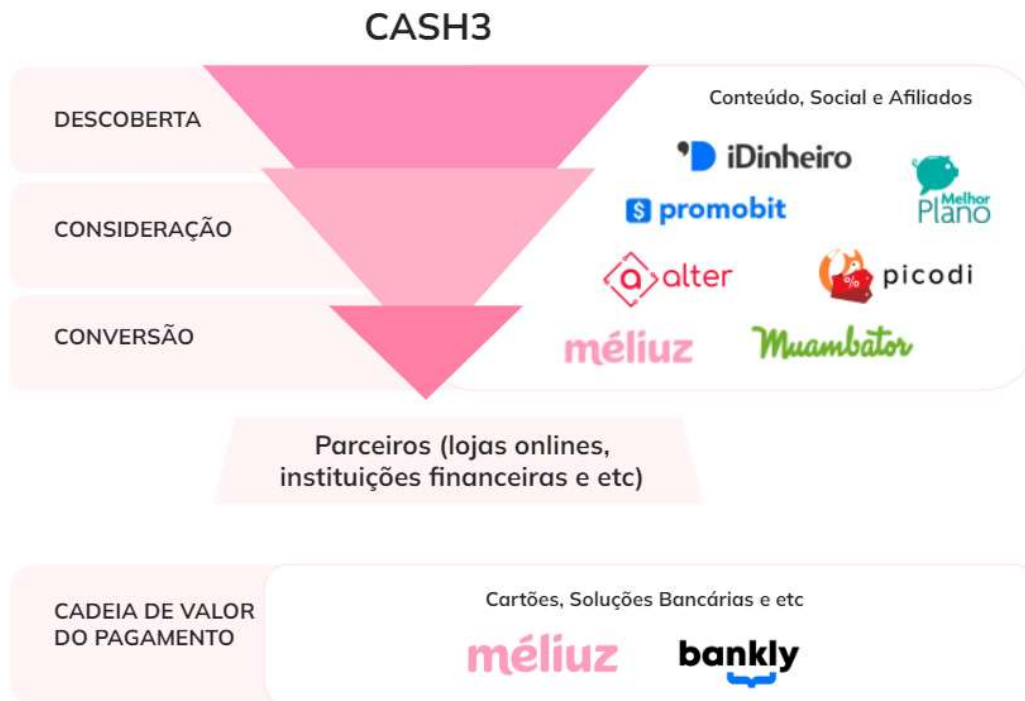 CASH3
DESCOBERTA
Conteúdo, Social e Afiliados
iDinheiro
Melhor
Plano
promobit
CONSIDERAÇÃO
a alter
% picodi
CONVERSÃO
méliuz
Muambator
Parceiros (lojas onlines,
instituições financeiras e etc)
CADEIA DE VALOR
DO PAGAMENTO
Cartões, Soluções Bancárias e etc
méliuz
bankly